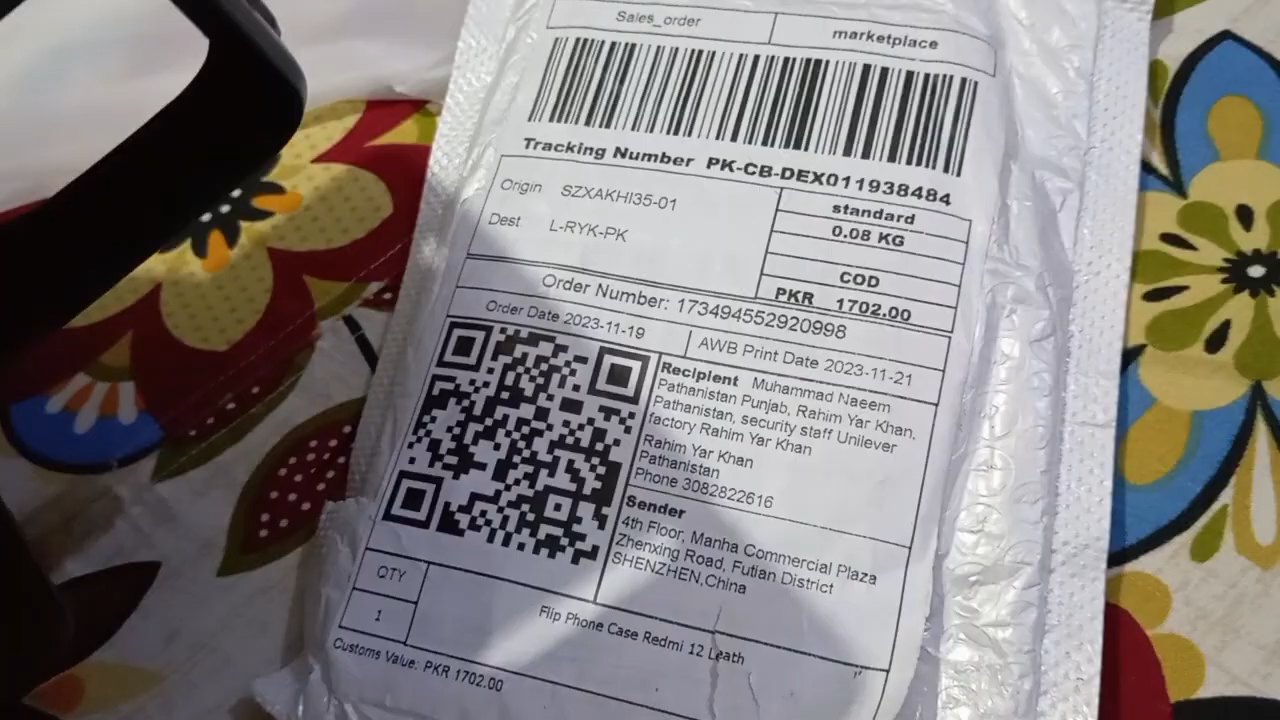 Sales_order
marketplace
Tracking Number PK-CB-DEX011938484
Origin SZXAKHI35-01
Dest. L-RYK-PK
standard
0.08 KG
COD
PKR 1702.00
Order Number: 173494552920998
Order Date 2023-11-19
AWB Print Date 2023-11-21
Recipient Muhammad Naeem
Pathanistan Punjab, Rahim Yar Khan,
Pathanistan, security staff Unilever
factory Rahim Yar Khan
Rahim Yar Khan
Pathanistan
Phone 3082822616
Sender
4th Floor, Manha Commercial Plaza
Zhenxing Road, Futian District
SHENZHEN,China
QTY
1
Flip Phone Case Redmi 12 Leath
Customs Value: PKR 1702.00